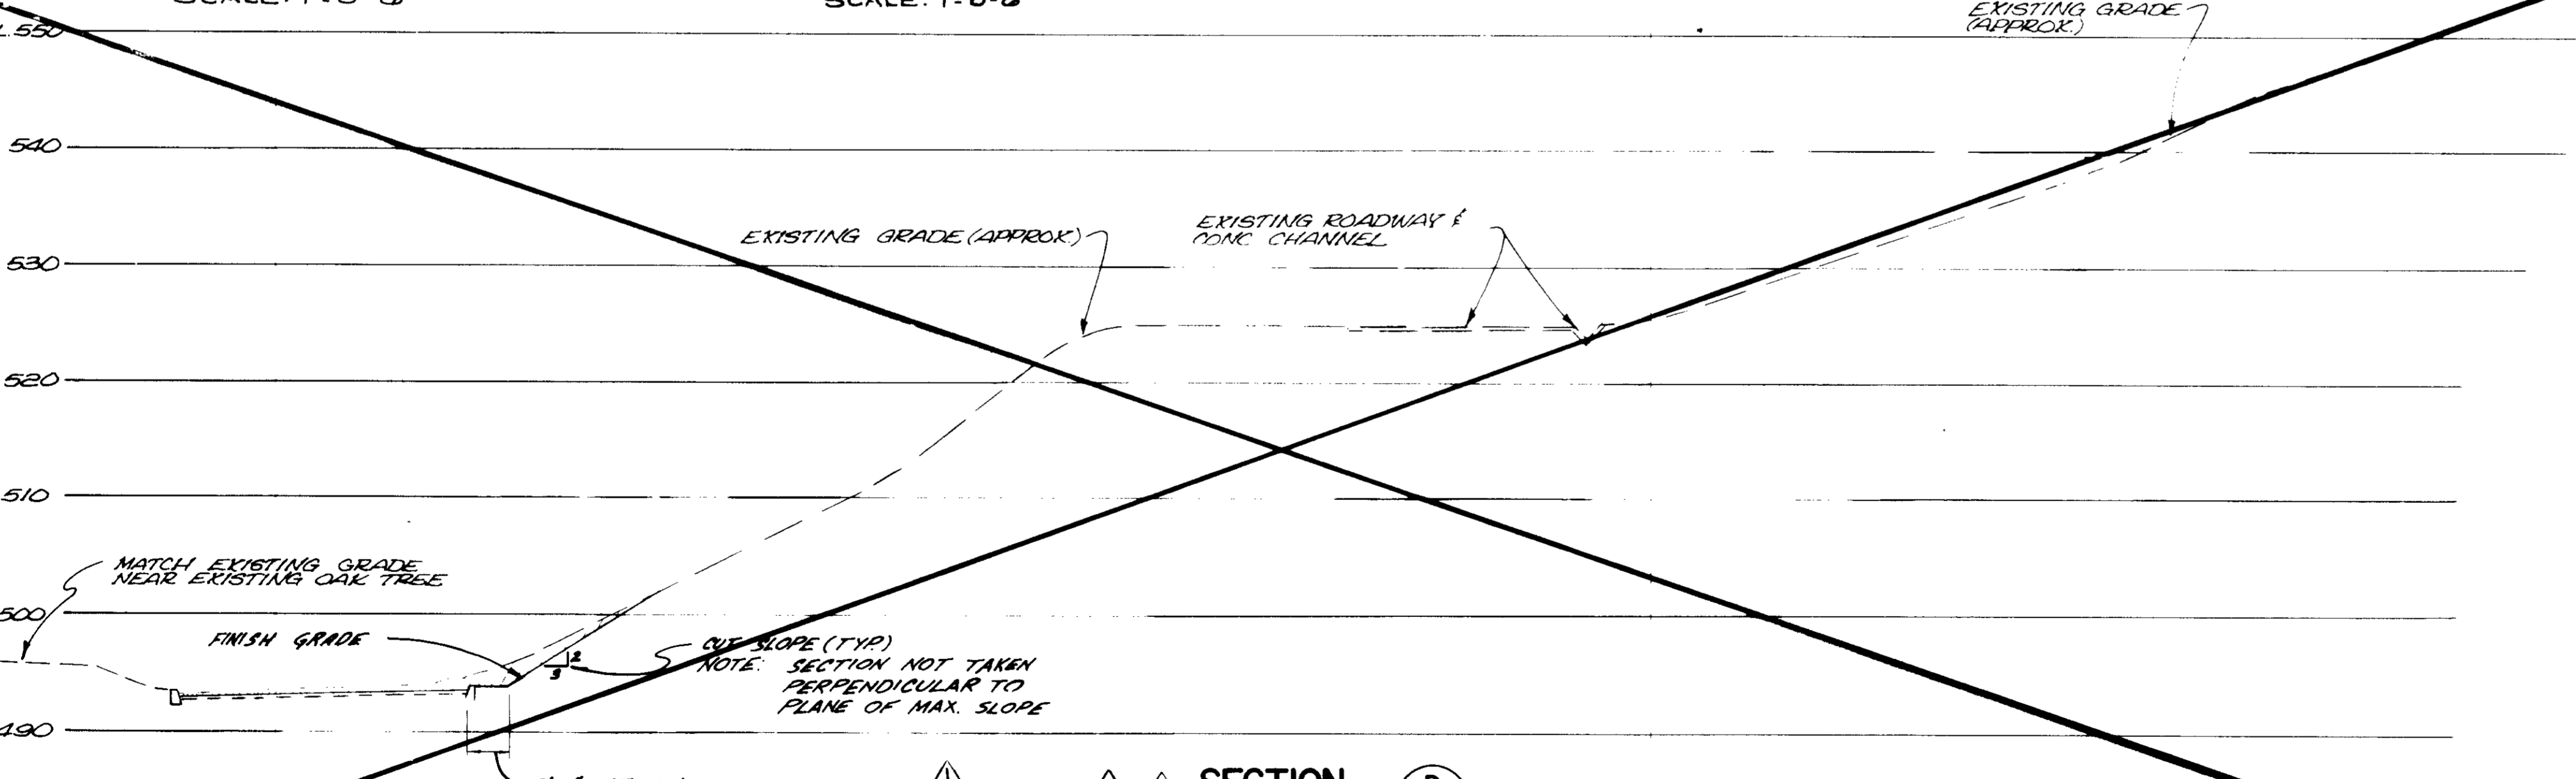 EXISTING GRADE
(APPROX.)
550
540
EXISTING GRADE (APPROX.)
EXISTING ROADWAY &
CONC CHANNEL
530
520
510
MATCH EXISTING GRADE
NEAR EXISTING OAK TREE
500
FINISH GRADE
2
3
CUT SLOPE (TYP.)
NOTE: SECTION NOT TAKEN
PERPENDICULAR TO
PLANE OF MAX. SLOPE
490
SECTION